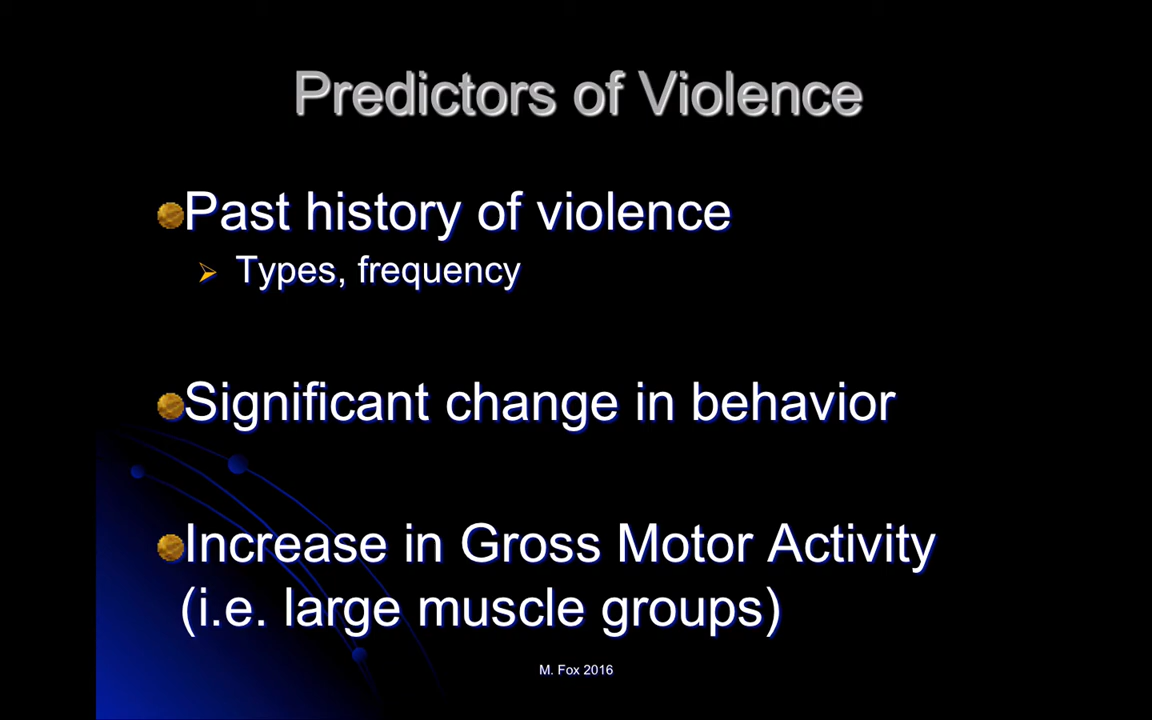 Predictors of Violence
Past history of violence
Types, frequency
Significant change in behavior
Increase in Gross Motor Activity
(i.e. large muscle groups)
M. Fox 2016